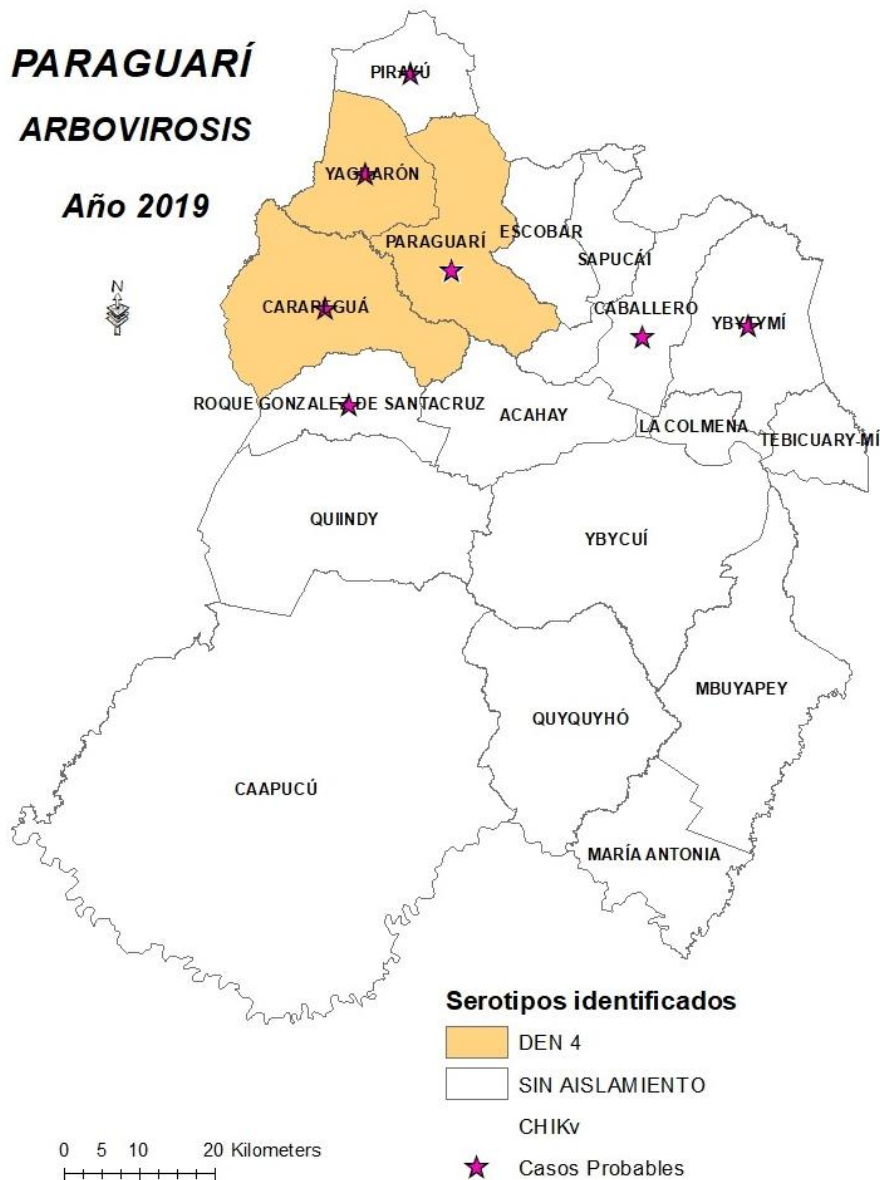 PARAGUARÍ
ARBOVIROSIS
Año 2019
N
PIRAYÚ
YAGUARÓN
ESCOBAR
PARAGUARÍ
SAPUCÁI
CARAPEGUÁ
CABALLERO
YBYTYMÍ
ROQUE GONZALEZ DE SANTACRUZ
ACAHAY
LA COLMENA
TEBICUARY-MÍ
QUIINDY
YBYCUÍ
MBUYAPEY
QUYQUYHÓ
CAAPUCÚ
MARÍA ANTONIA
Serotipos identificados
DEN 4
SIN AISLAMIENTO
CHIKv
Casos Probables
0 5 10 20 Kilometers